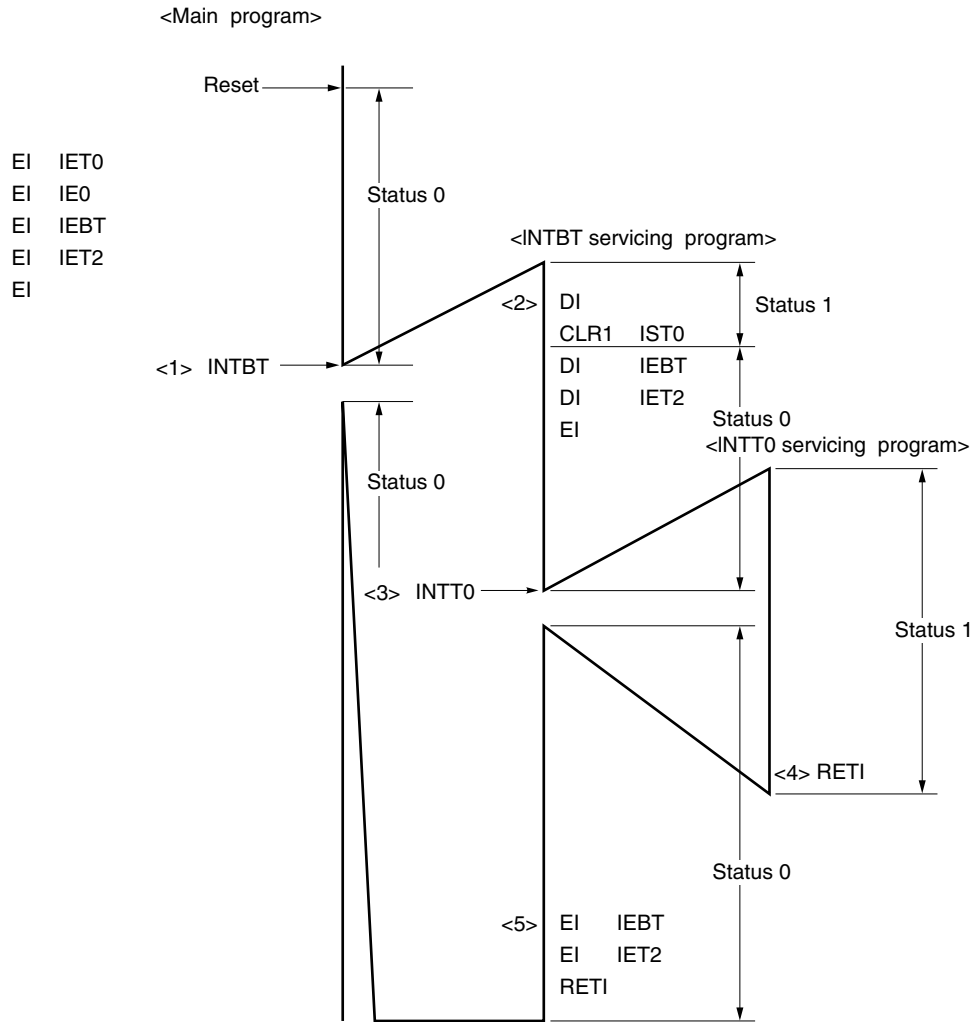 <Main program>
Reset
EI IET0
EI IE0
EI IEBT
EI IET2
EI
Status 0
<INTBT servicing program>
<2> DI
CLR1 IST0
DI IEBT
DI IET2
EI
Status 1
<1> INTBT
Status 0
<INTT0 servicing program>
Status 0
<3> INTT0
Status 1
<4> RETI
Status 0
<5> EI IEBT
EI IET2
RETI